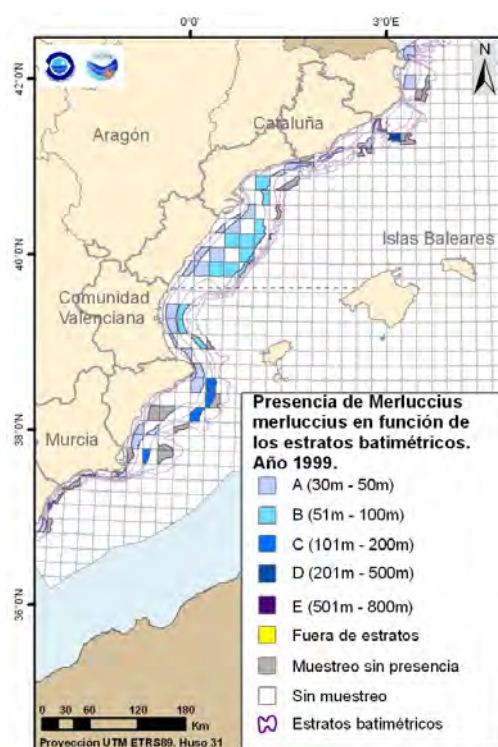 0°0' 3°0'E
N
42°0'N
Cataluña
Aragón
40°0'N
Islas Baleares
Comunidad
Valenciana
38°0'N
Murcia
36°0'N
Presencia de Merluccius
merluccius en función de
los estratos batimétricos.
Año 1999.
A (30m - 50m)
B (51m - 100m)
C (101m - 200m)
D (201m - 500m)
E (501m - 800m)
Fuera de estratos
Muestreo sin presencia
Sin muestreo
Estratos batimétricos
0 30 60 120 180
Km
Proyección UTM ETRS89. Huso 31